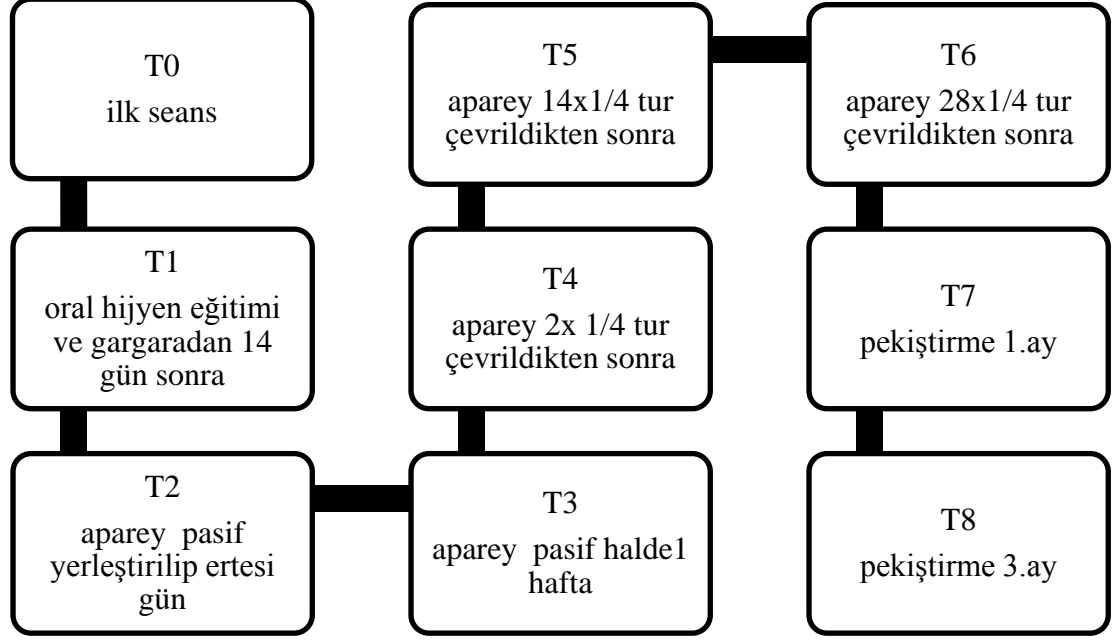 T0
ilk seans
T1
oral hijyen eğitimi
ve gargaradan 14
gün sonra
T2
aparey pasif
yerleştirilip ertesi
gün
T3
aparey pasif halde1
hafta
T4
aparey 2x 1/4 tur
çevrildikten sonra
T5
aparey 14x1/4 tur
çevrildikten sonra
T6
aparey 28x1/4 tur
çevrildikten sonra
T7
pekiştirme 1.ay
T8
pekiştirme 3.ay